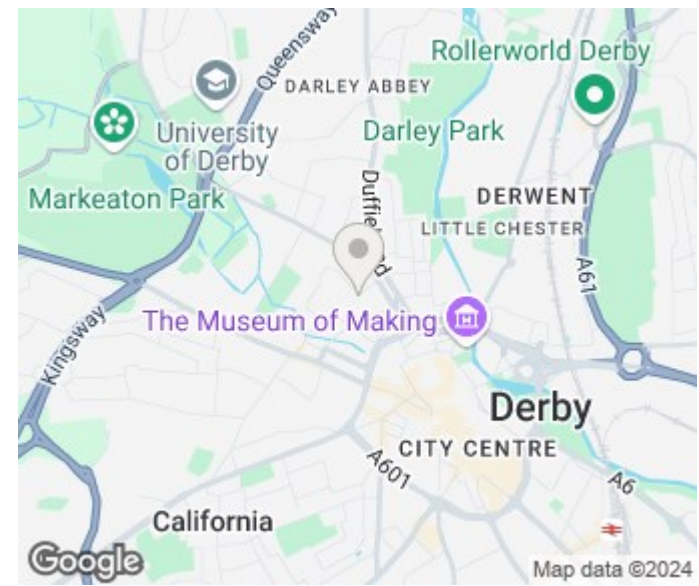 Rollerworld Derby
Queensway
DARLEY ABBEY
University
of Derby
Darley Park
Markeaton Park
Duffield Rd
DERWENT
LITTLE CHESTER
A61
The Museum of Making
Kingsway
Derby
CITY CENTRE
A601
A6
California
Google
Map data ©2024